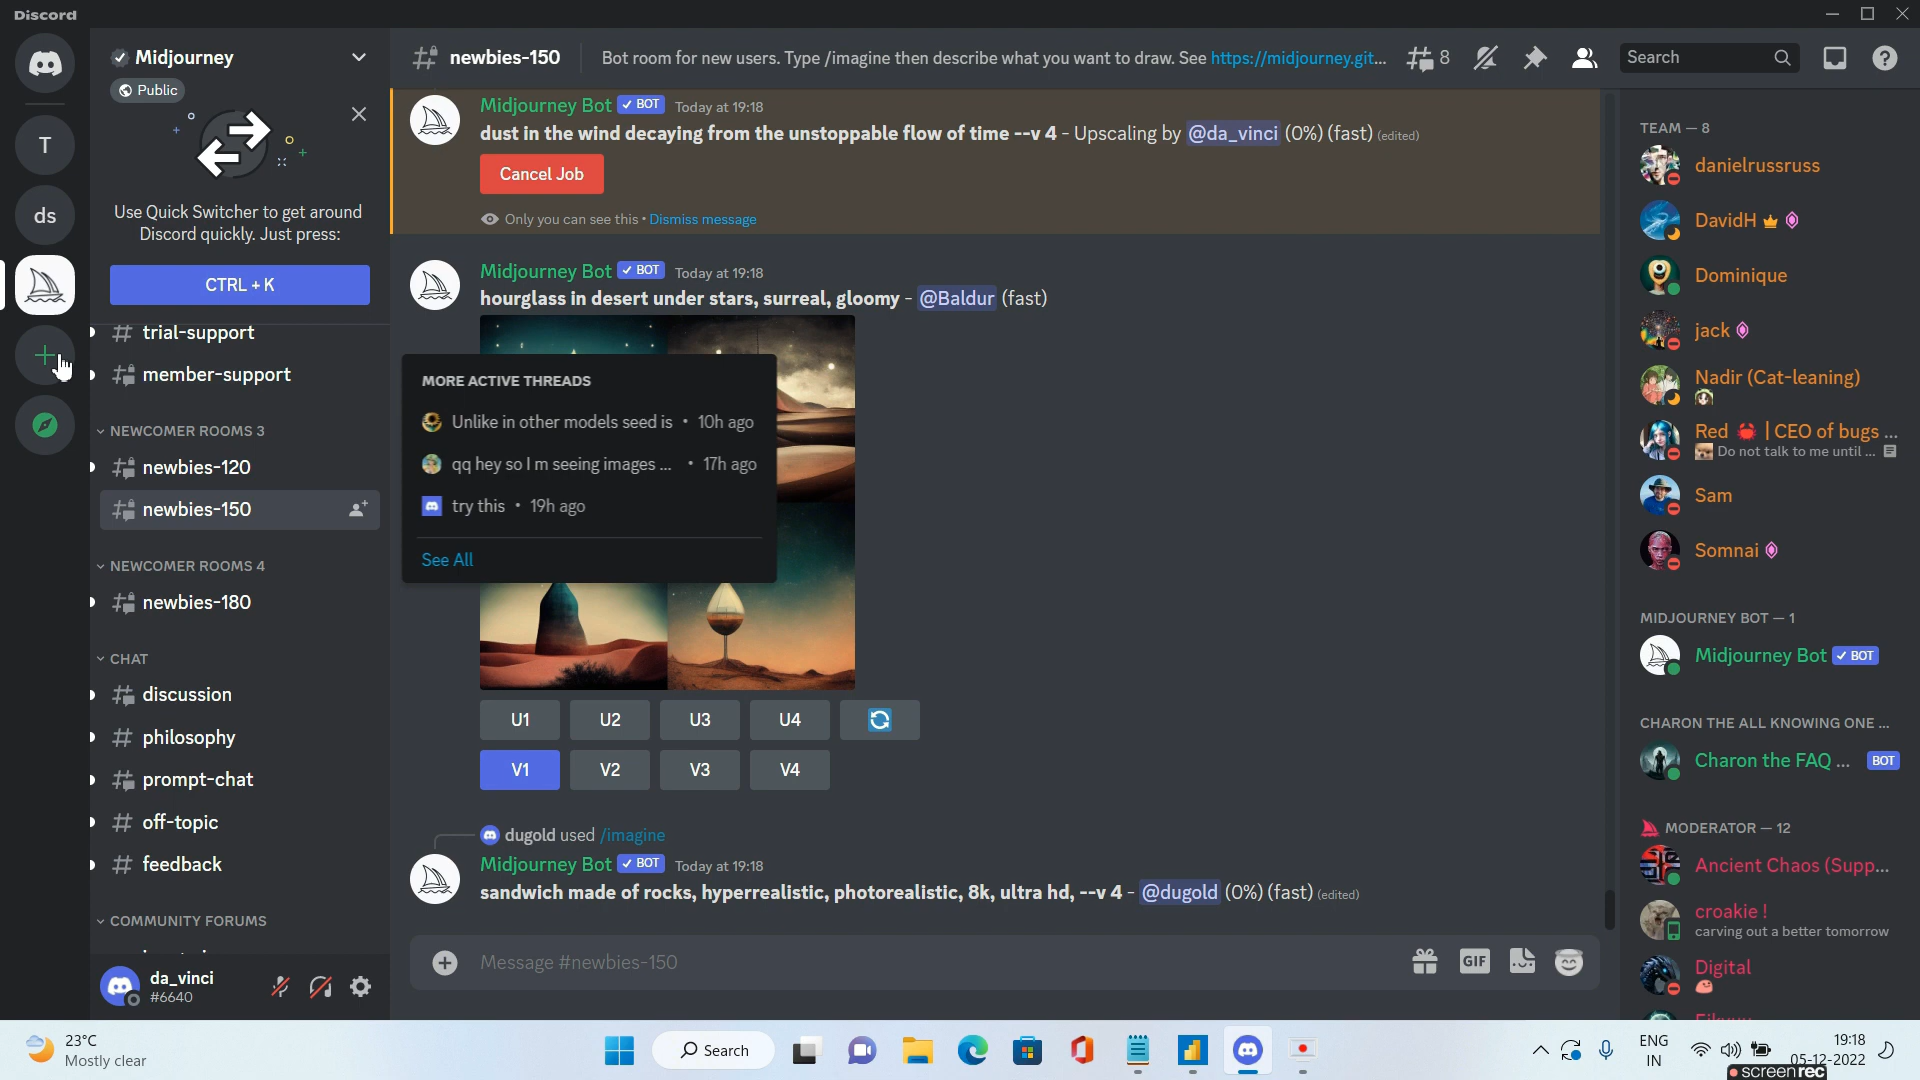 Discord
Midjourney
Public
Use Quick Switcher to get around
Discord quickly. Just press:
CTRL + K
T
ds
trial-support
member-support
NEWCOMER ROOMS 3
newbies-120
newbies-150
NEWCOMER ROOMS 4
newbies-180
CHAT
discussion
philosophy
prompt-chat
off-topic
feedback
COMMUNITY FORUMS
da_vinci
#6640
newbies-150
Bot room for new users. Type /imagine then describe what you want to draw. See https://midjourney.git...
8
Search
Midjourney Bot BOT Today at 19:18
dust in the wind decaying from the unstoppable flow of time --v 4 - Upscaling by @da_vinci (0%) (fast) (edited)
Cancel Job
Only you can see this • Dismiss message
Midjourney Bot BOT Today at 19:18
hourglass in desert under stars, surreal, gloomy - @Baldur (fast)
MORE ACTIVE THREADS
Unlike in other models seed is • 10h ago
qq hey so I m seeing images ... • 17h ago
try this • 19h ago
See All
U1 U2 U3 U4
V1 V2 V3 V4
dugold used /imagine
Midjourney Bot BOT Today at 19:18
sandwich made of rocks, hyperrealistic, photorealistic, 8k, ultra hd, --v 4 - @dugold (0%) (fast) (edited)
Message #newbies-150
GIF
TEAM — 8
danielrussruss
DavidH
Dominique
jack
Nadir (Cat-leaning)
Red | CEO of bugs ...
Do not talk to me until ...
Sam
Somnai
MIDJOURNEY BOT — 1
Midjourney Bot BOT
CHARON THE ALL KNOWING ONE ...
Charon the FAQ ... BOT
MODERATOR — 12
Ancient Chaos (Supp...
croakie !
carving out a better tomorrow
Digital
23°C
Mostly clear
Search
ENG
IN
19:18
05-12-2022
screenrec